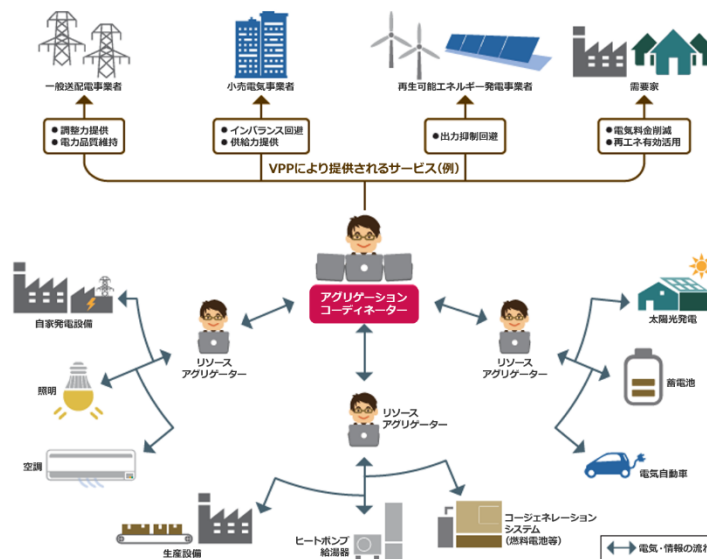 一般送配電事業者
小売電気事業者
再生可能エネルギー発電事業者
需要家
●調整力提供
●電力品質維持
●インバランス回避
●供給力提供
●出力抑制回避
●電気料金削減
●再エネ有効活用
VPPにより提供されるサービス(例)
アグリゲーション
コーディネーター
自家発電設備
リソース
アグリゲーター
リソース
アグリゲーター
太陽光発電
照明
蓄電池
リソース
アグリゲーター
空調
電気自動車
生産設備
ヒートポンプ
給湯器
コージェネレーション
システム
(燃料電池等)
電気・情報の流れ